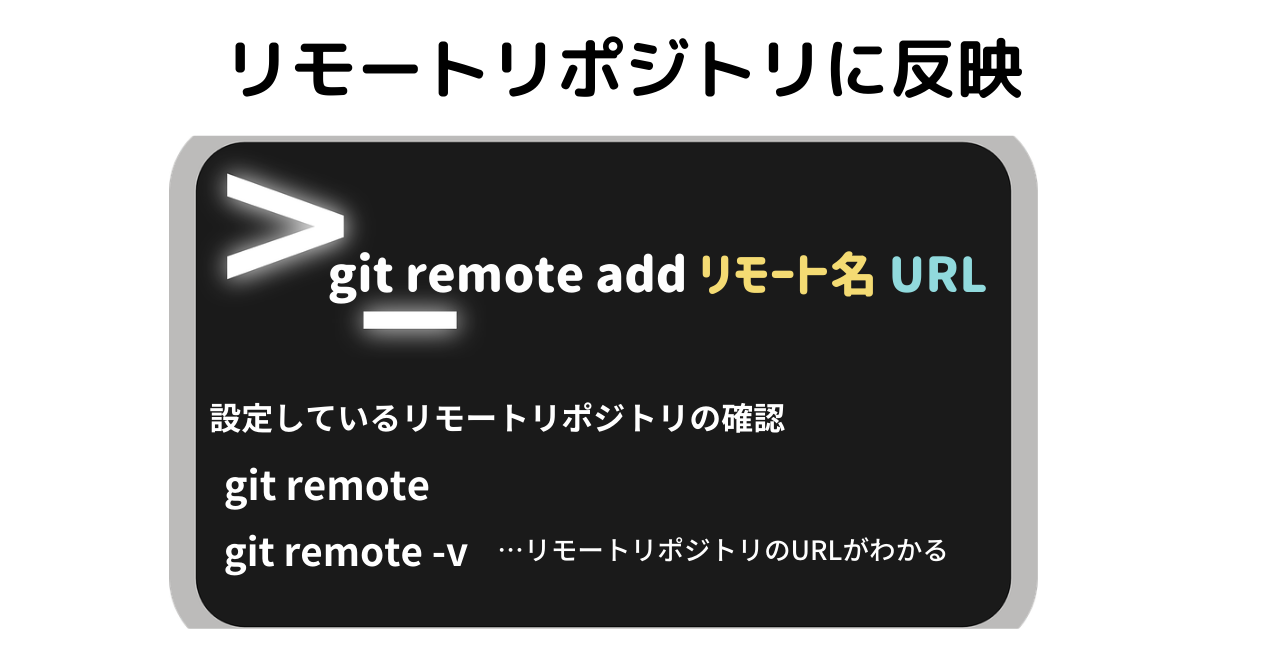 リモートリポジトリに反映
>
git remote add リモート名 URL
_
設定しているリモートリポジトリの確認
git remote
git remote -v …リモートリポジトリのURLがわかる